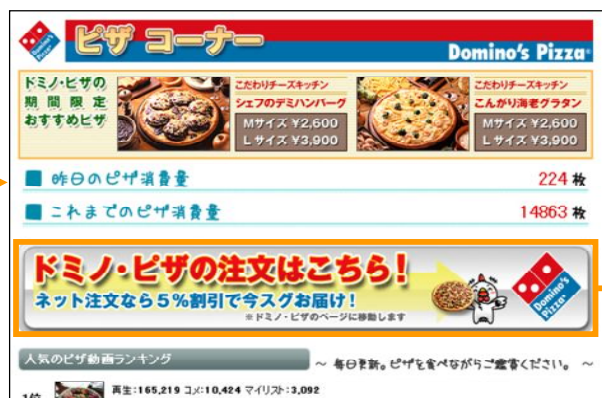 Domino's Pizza
ピザ コーナー
Domino's Pizza
ドミノ・ピザの
期間限定
おすすめピザ
こだわりチーズキッチン
シェフのデミハンバーグ
Mサイズ ¥2,600
Lサイズ ¥3,900
こだわりチーズキッチン
こんがり海老グラタン
Mサイズ ¥2,600
Lサイズ ¥3,900
昨日のピザ消費量 224 枚
これまでのピザ消費量 14863 枚
ドミノ・ピザの注文はこちら!
ネット注文なら5%割引で今スグお届け!
※ドミノ・ピザのページに移動します
Domino's Pizza
人気のピザ動画ランキング ～ 毎日更新。ピザを食べながらご鑑賞ください。 ～
1位 再生:165,219 コメ:10,424 マイリスト:3,092